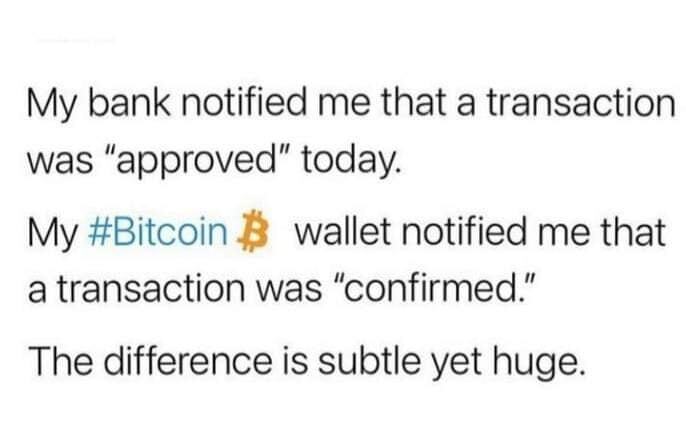 My bank notified me that a transaction
was “approved” today.
My #Bitcoin ₿ wallet notified me that
a transaction was “confirmed.”
The difference is subtle yet huge.